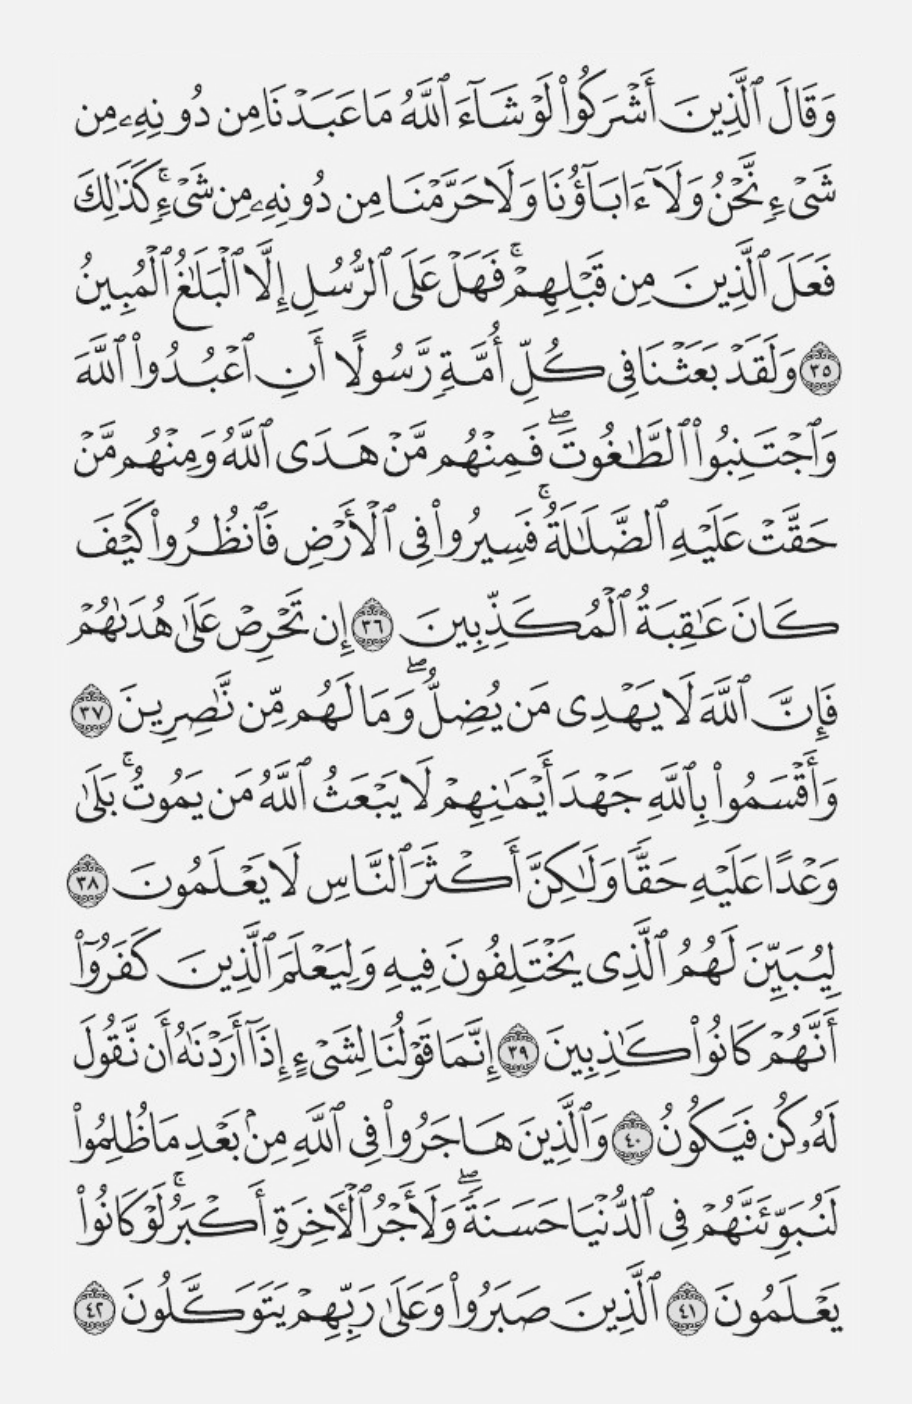 وَقَالَ ٱلَّذِينَ أَشْرَكُوا۟ لَوْ شَآءَ ٱللَّهُ مَا عَبَدْنَا مِن دُونِهِۦ مِن
شَىْءٍ نَّحْنُ وَلَآ ءَابَآؤُنَا وَلَا حَرَّمْنَا مِن دُونِهِۦ مِن شَىْءٍ ۚ كَذَٰلِكَ
فَعَلَ ٱلَّذِينَ مِن قَبْلِهِمْ ۚ فَهَلْ عَلَى ٱلرُّسُلِ إِلَّا ٱلْبَلَٰغُ ٱلْمُبِينُ
٣٥ وَلَقَدْ بَعَثْنَا فِى كُلِّ أُمَّةٍ رَّسُولًا أَنِ ٱعْبُدُوا۟ ٱللَّهَ
وَٱجْتَنِبُوا۟ ٱلطَّٰغُوتَ ۖ فَمِنْهُم مَّنْ هَدَى ٱللَّهُ وَمِنْهُم مَّنْ
حَقَّتْ عَلَيْهِ ٱلضَّلَٰلَةُ ۚ فَسِيرُوا۟ فِى ٱلْأَرْضِ فَٱنظُرُوا۟ كَيْفَ
كَانَ عَٰقِبَةُ ٱلْمُكَذِّبِينَ ٣٦ إِن تَحْرِصْ عَلَىٰ هُدَىٰهُمْ
فَإِنَّ ٱللَّهَ لَا يَهْدِى مَن يُضِلُّ ۖ وَمَا لَهُم مِّن نَّٰصِرِينَ ٣٧
وَأَقْسَمُوا۟ بِٱللَّهِ جَهْدَ أَيْمَٰنِهِمْ لَا يَبْعَثُ ٱللَّهُ مَن يَمُوتُ ۚ بَلَىٰ
وَعْدًا عَلَيْهِ حَقًّا وَلَٰكِنَّ أَكْثَرَ ٱلنَّاسِ لَا يَعْلَمُونَ ٣٨
لِيُبَيِّنَ لَهُمُ ٱلَّذِى يَخْتَلِفُونَ فِيهِ وَلِيَعْلَمَ ٱلَّذِينَ كَفَرُوٓا۟
أَنَّهُمْ كَانُوا۟ كَٰذِبِينَ ٣٩ إِنَّمَا قَوْلُنَا لِشَىْءٍ إِذَآ أَرَدْنَٰهُ أَن نَّقُولَ
لَهُۥ كُن فَيَكُونُ ٤٠ وَٱلَّذِينَ هَاجَرُوا۟ فِى ٱللَّهِ مِنۢ بَعْدِ مَا ظُلِمُوا۟
لَنُبَوِّئَنَّهُمْ فِى ٱلدُّنْيَا حَسَنَةً ۖ وَلَأَجْرُ ٱلْءَاخِرَةِ أَكْبَرُ ۚ لَوْ كَانُوا۟
يَعْلَمُونَ ٤١ ٱلَّذِينَ صَبَرُوا۟ وَعَلَىٰ رَبِّهِمْ يَتَوَكَّلُونَ ٤٢